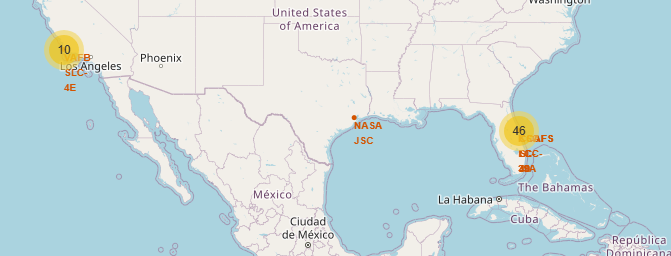 Washington
United States
of America
10
Phoenix
Los Angeles
SLC-
4E
NASA
JSC
46
The Bahamas
La Habana
Cuba
México
Ciudad
de México
República
Dominicana